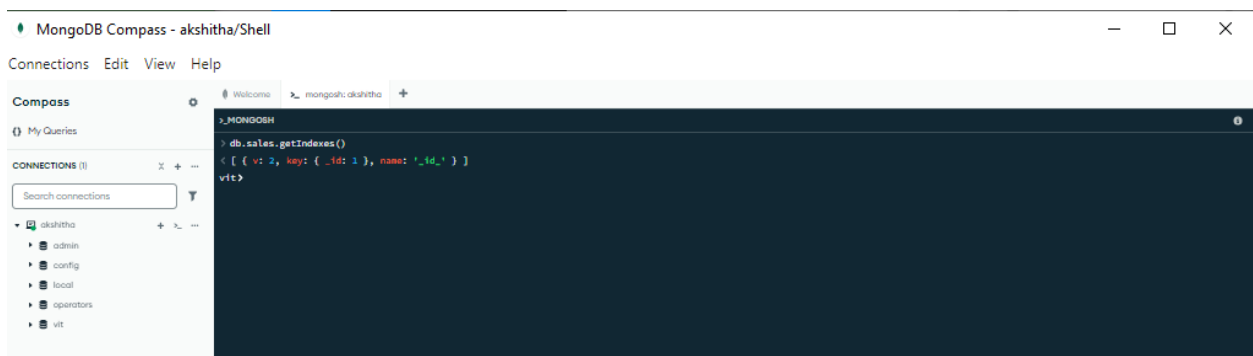 MongoDB Compass - akshitha/Shell
Connections Edit View Help
Compass
{} My Queries
CONNECTIONS (1)
Search connections
akshitha
admin
config
local
operators
vit
Welcome
>_ mongosh: akshitha +
>_MONGOSH
> db.sales.getIndexes()
< [ { v: 2, key: { _id: 1 }, name: '_id_' } ]
vit>